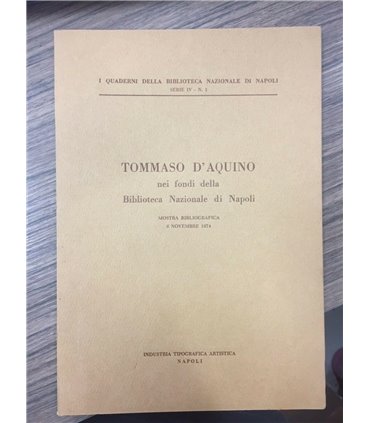 I QUADERNI DELLA BIBLIOTECA NAZIONALE DI NAPOLI
SERIE IV - N. 5
TOMMASO D'AQUINO
nei fondi della
Biblioteca Nazionale di Napoli
MOSTRA BIBLIOGRAFICA
6 NOVEMBRE 1974
INDUSTRIA TIPOGRAFICA ARTISTICA
NAPOLI